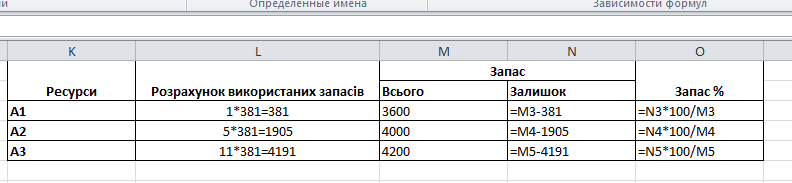 Определенные имена
Зависимости формул
K L M N O
Запас
Ресурси Розрахунок використаних запасів Всього Залишок Запас %
A1 1*381=381 3600 =M3-381 =N3*100/M3
A2 5*381=1905 4000 =M4-1905 =N4*100/M4
A3 11*381=4191 4200 =M5-4191 =N5*100/M5